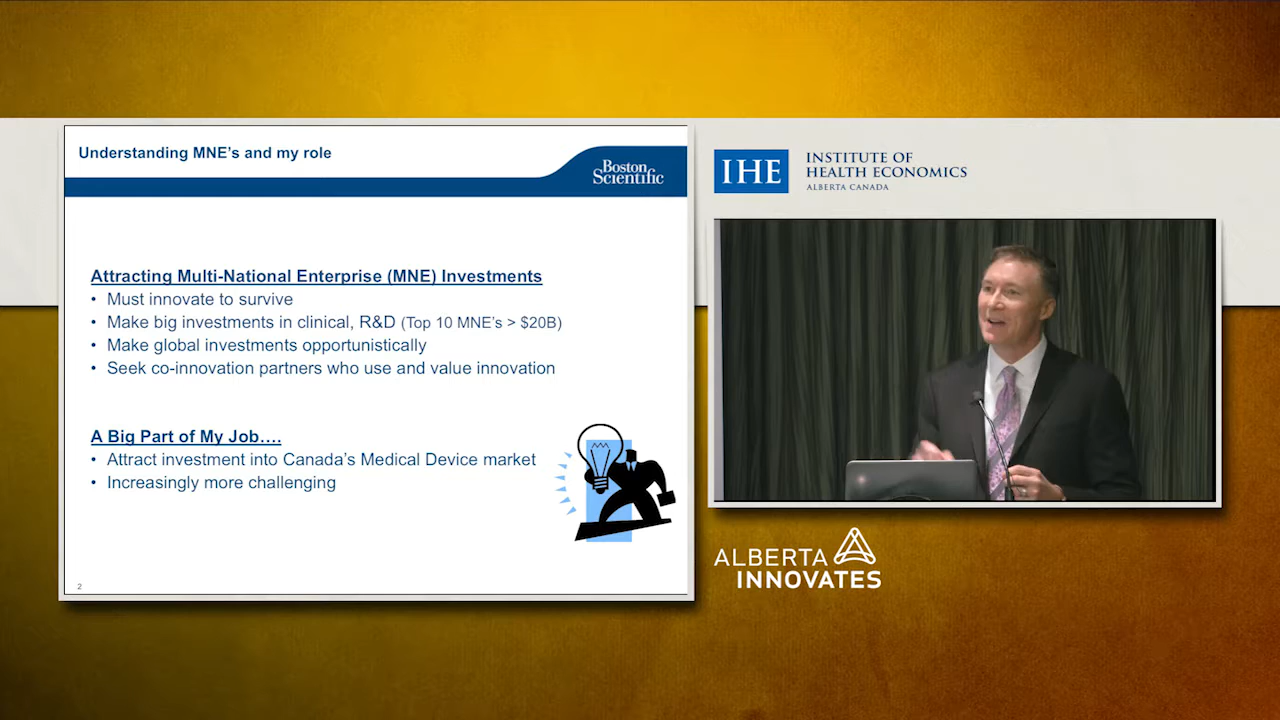 Understanding MNE's and my role
Boston
Scientific
Attracting Multi-National Enterprise (MNE) Investments
• Must innovate to survive
• Make big investments in clinical, R&D (Top 10 MNE's > $20B)
• Make global investments opportunistically
• Seek co-innovation partners who use and value innovation
A Big Part of My Job….
• Attract investment into Canada's Medical Device market
• Increasingly more challenging
2
IHE
INSTITUTE OF
HEALTH ECONOMICS
ALBERTA CANADA
ALBERTA
INNOVATES